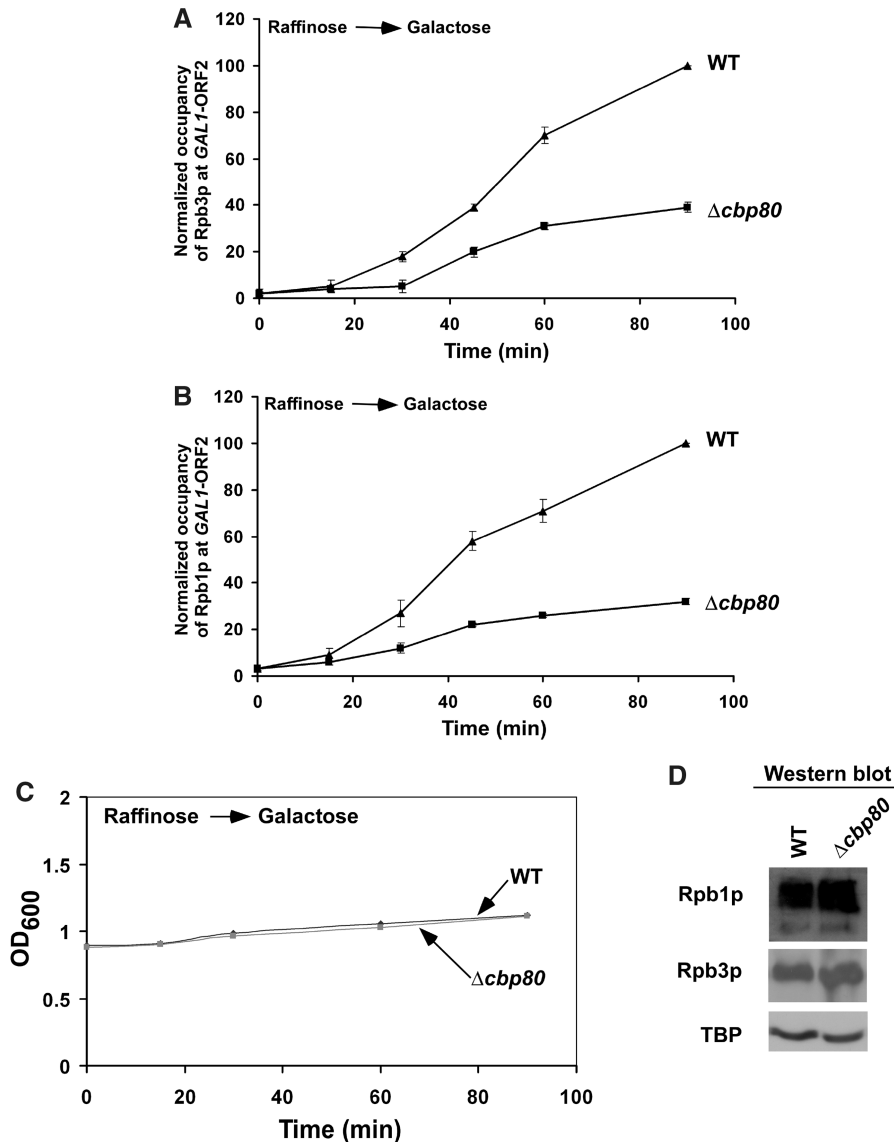 A
Raffinose Galactose
Normalized occupancy
of Rpb3p at GAL1-ORF2
120
100
80
60
40
20
0
WT
Δcbp80
0 20 40 60 80 100
Time (min)
B
Raffinose Galactose
Normalized occupancy
of Rpb1p at GAL1-ORF2
120
100
80
60
40
20
0
WT
Δcbp80
0 20 40 60 80 100
Time (min)
C
Raffinose Galactose
OD600
2
1.5
1
0.5
0
WT
Δcbp80
0 20 40 60 80 100
Time (min)
D
Western blot
WT
Δcbp80
Rpb1p
Rpb3p
TBP